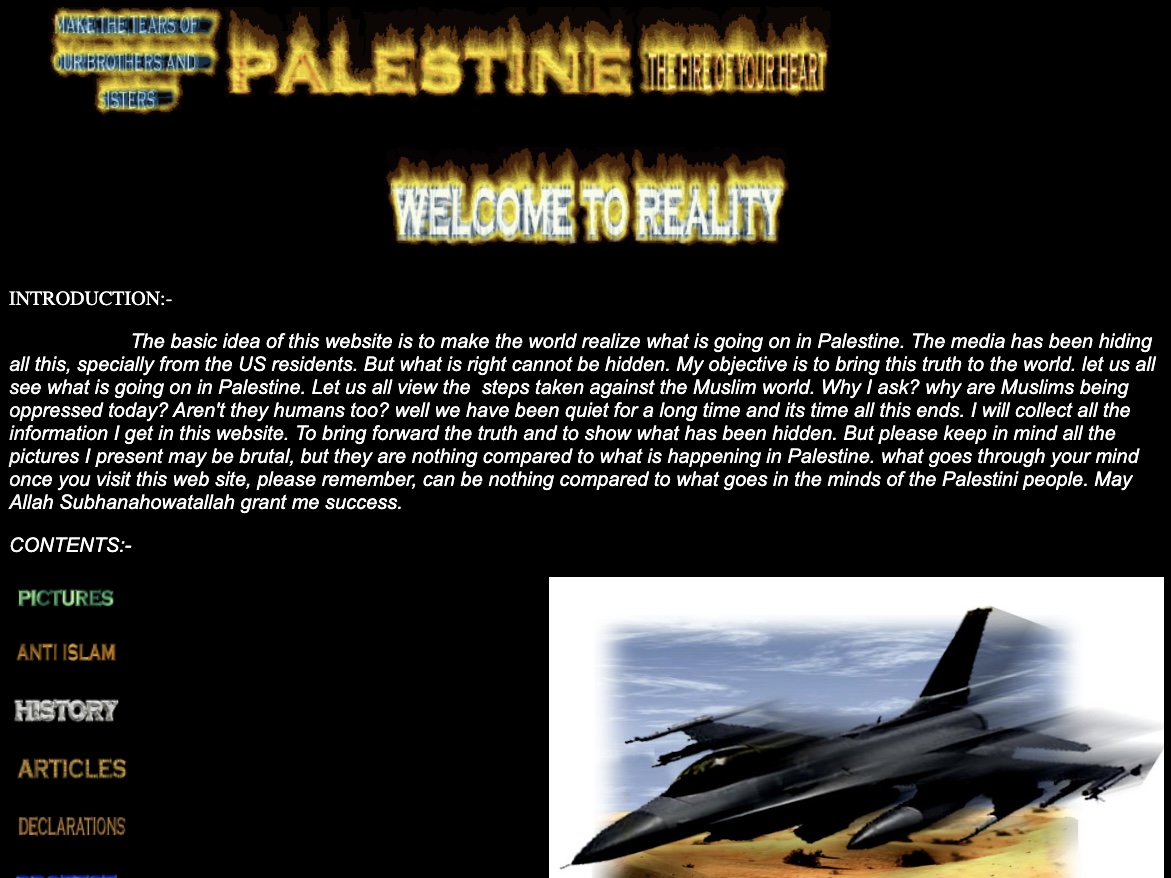 MAKE THE TEARS OF
OUR BROTHERS AND
SISTERS
PALESTINE
THE FIRE OF YOUR HEART
WELCOME TO REALITY
INTRODUCTION:-
The basic idea of this website is to make the world realize what is going on in Palestine. The media has been hiding
all this, specially from the US residents. But what is right cannot be hidden. My objective is to bring this truth to the world. let us all
see what is going on in Palestine. Let us all view the  steps taken against the Muslim world. Why I ask? why are Muslims being
oppressed today? Aren't they humans too? well we have been quiet for a long time and its time all this ends. I will collect all the
information I get in this website. To bring forward the truth and to show what has been hidden. But please keep in mind all the
pictures I present may be brutal, but they are nothing compared to what is happening in Palestine. what goes through your mind
once you visit this web site, please remember, can be nothing compared to what goes in the minds of the Palestini people. May
Allah Subhanahowatallah grant me success.
CONTENTS:-
PICTURES
ANTI ISLAM
HISTORY
ARTICLES
DECLARATIONS